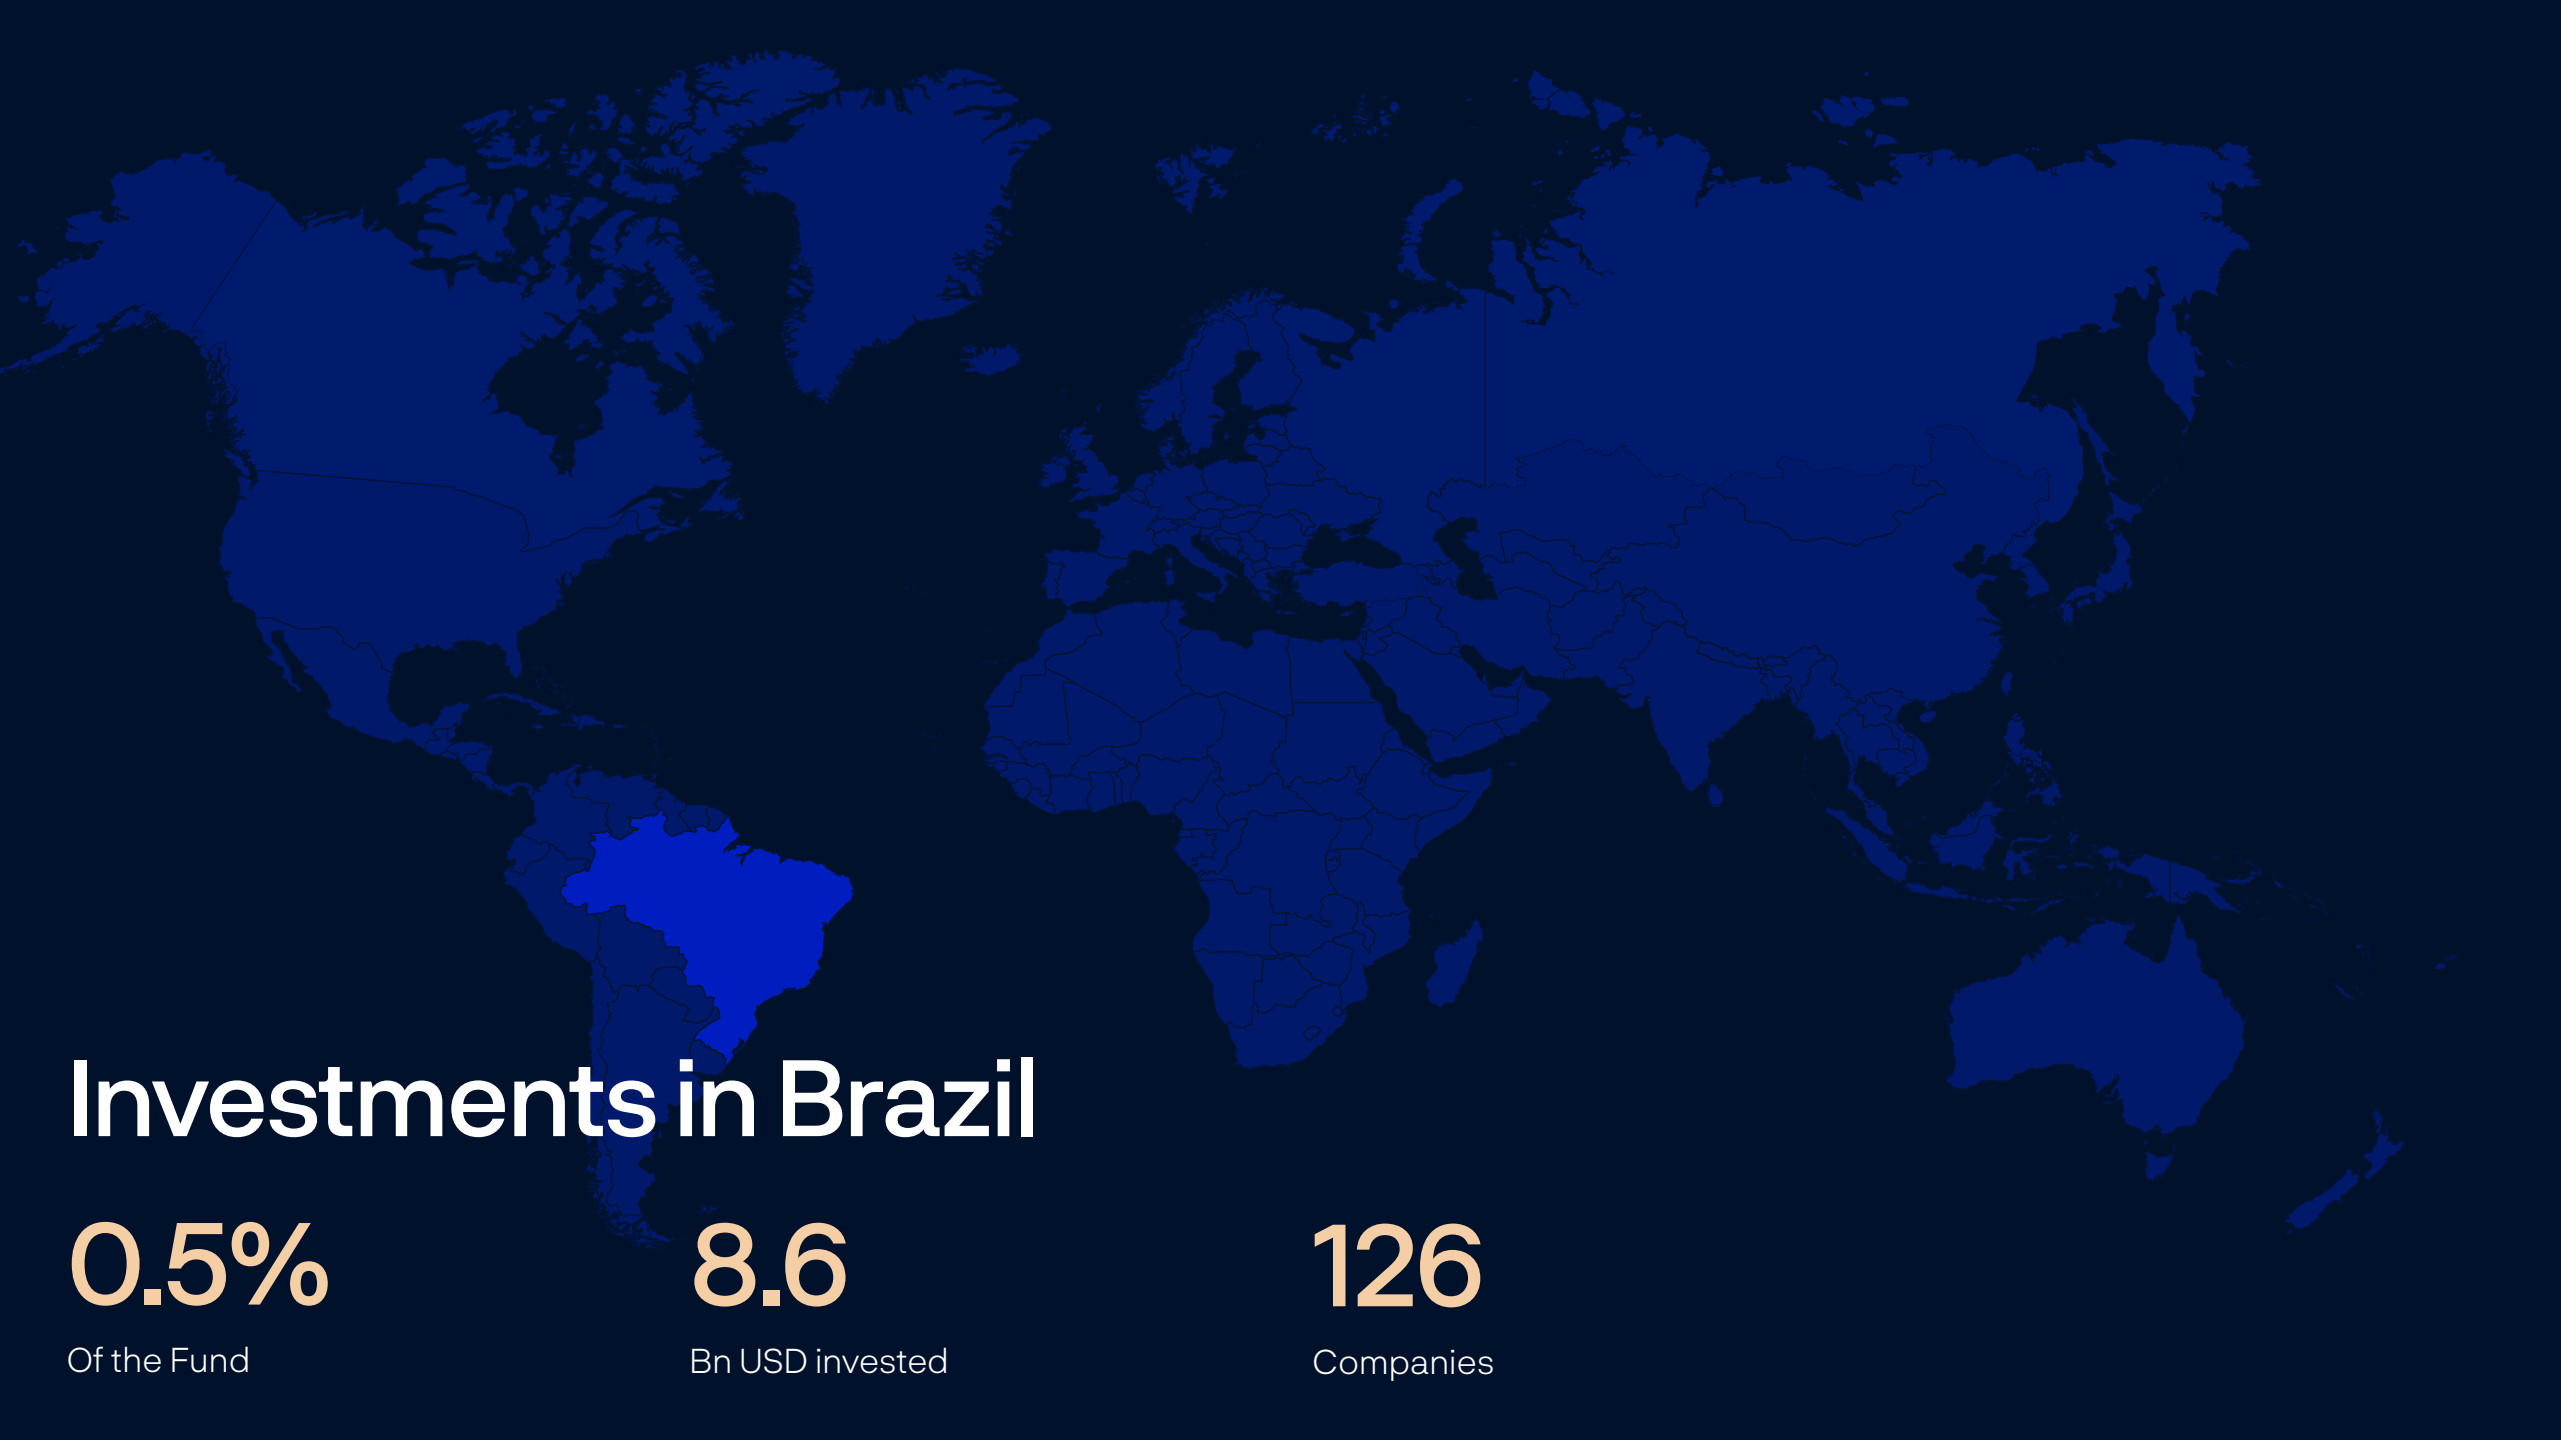 Investments in Brazil
0.5%
8.6
126
Of the Fund
Bn USD invested
Companies